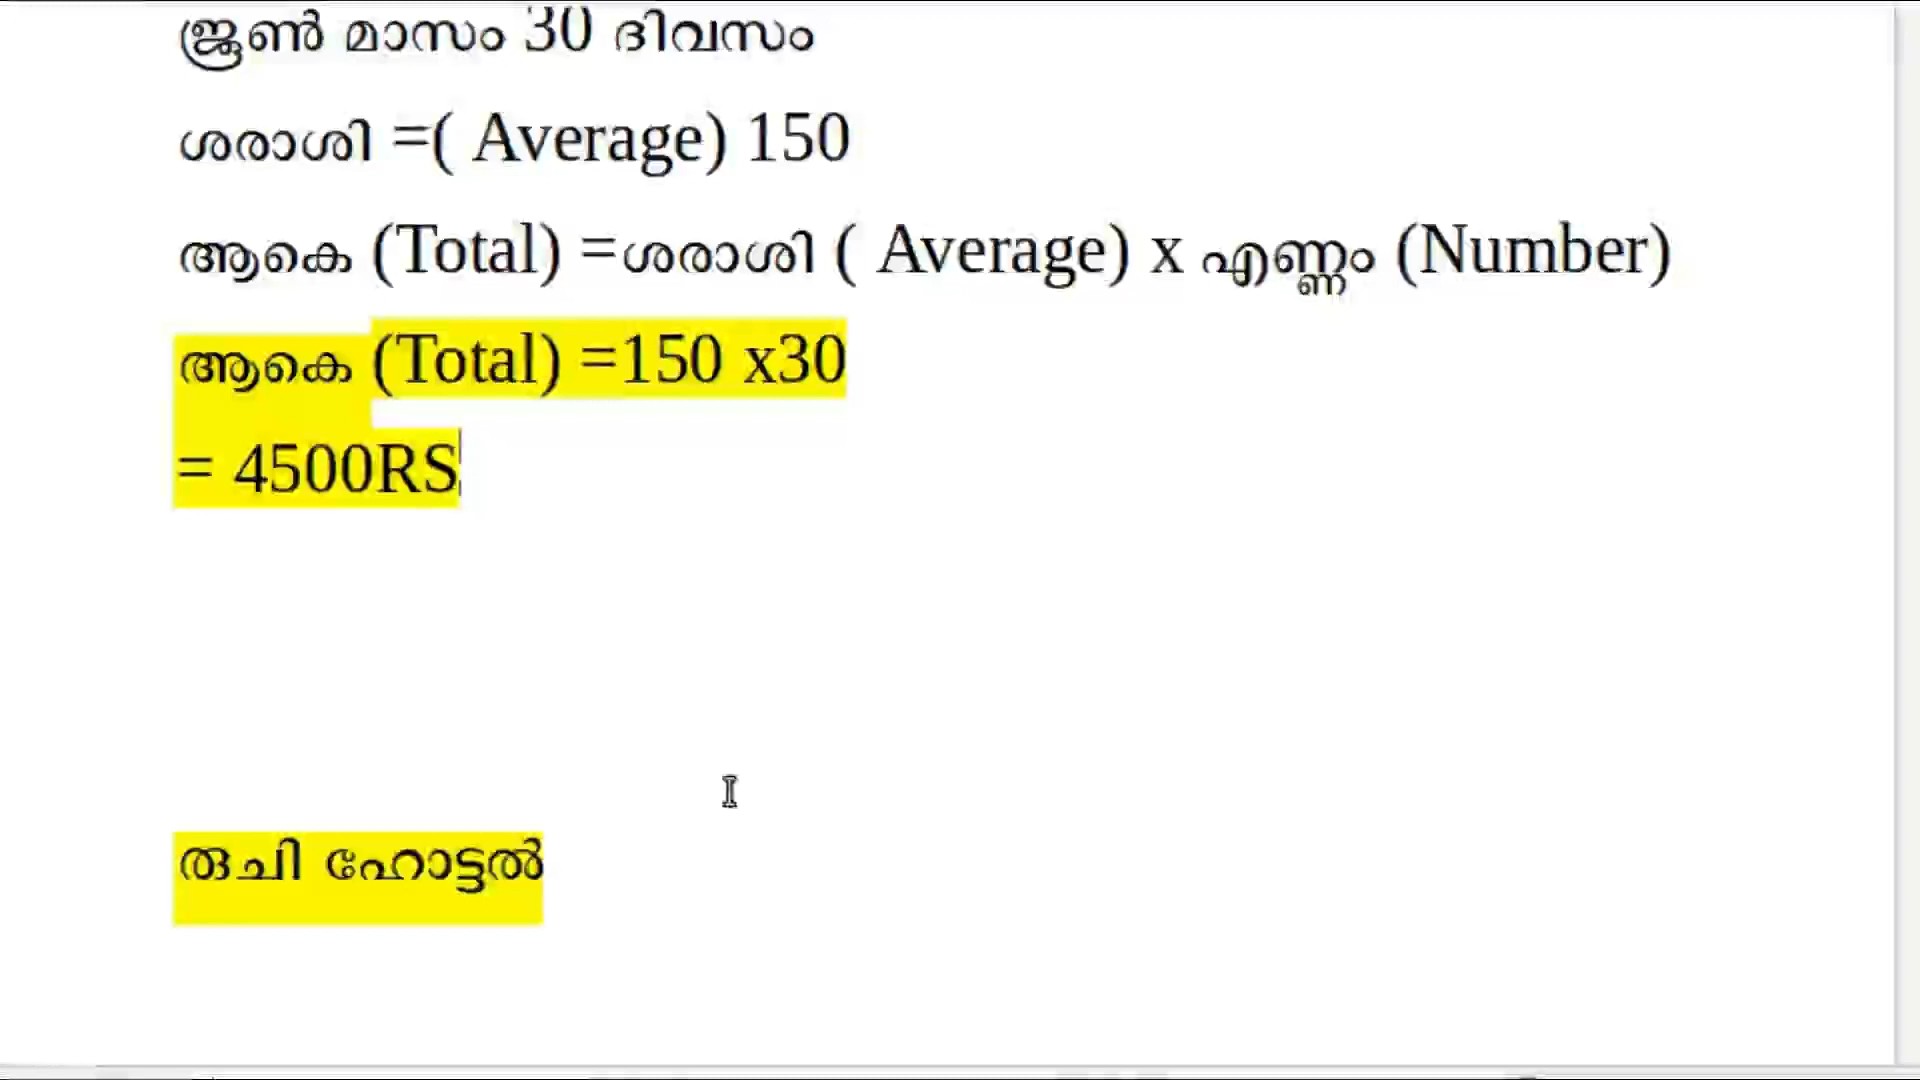 ജൂൺ മാസം 30 ദിവസം
ശരാശി =( Average) 150
ആകെ (Total) =ശരാശി ( Average) x എണ്ണം (Number)
ആകെ (Total) =150 x30
= 4500RS
രുചി ഹോട്ടൽ